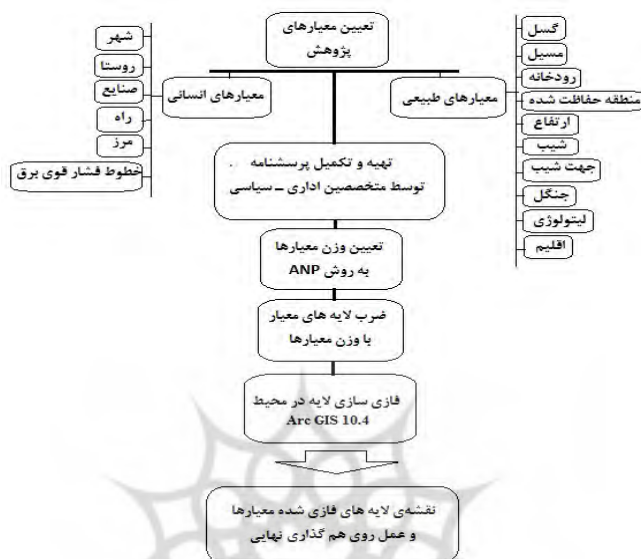 تعیین معیارهای
پژوهش
معیارهای طبیعی
معیارهای انسانی
گسل
مسیل
رودخانه
منطقه حفاظت شده
ارتفاع
شیب
جهت شیب
جنگل
لیتولوژی
اقلیم
شهر
روستا
صنایع
راه
مرز
خطوط فشار قوی برق
تهیه و تکمیل پرسشنامه
توسط متخصصین اداری – سیاسی
تعیین وزن معیارها
به روش ANP
ضرب لایه های معیار
با وزن معیارها
فازی سازی لایه در محیط
Arc GIS 10.4
نقشه‌ی لایه های فازی شده معیارها
و عمل روی هم گذاری نهایی